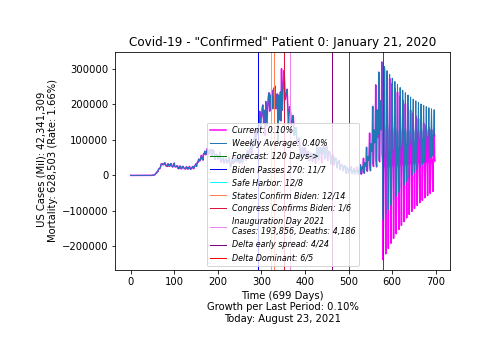 Covid-19 - "Confirmed" Patient 0: January 21, 2020
US Cases (Mil): 42,341,309
Mortality: 628,503 (Rate: 1.66%)
300000
200000
100000
0
−100000
−200000
Current: 0.10%
Weekly Average: 0.40%
Forecast: 120 Days->
Biden Passes 270: 11/7
Safe Harbor: 12/8
States Confirm Biden: 12/14
Congress Confirms Biden: 1/6
Inauguration Day 2021
Cases: 193,856, Deaths: 4,186
Delta early spread: 4/24
Delta Dominant: 6/5
0 100 200 300 400 500 600 700
Time (699 Days)
Growth per Last Period: 0.10%
Today: August 23, 2021